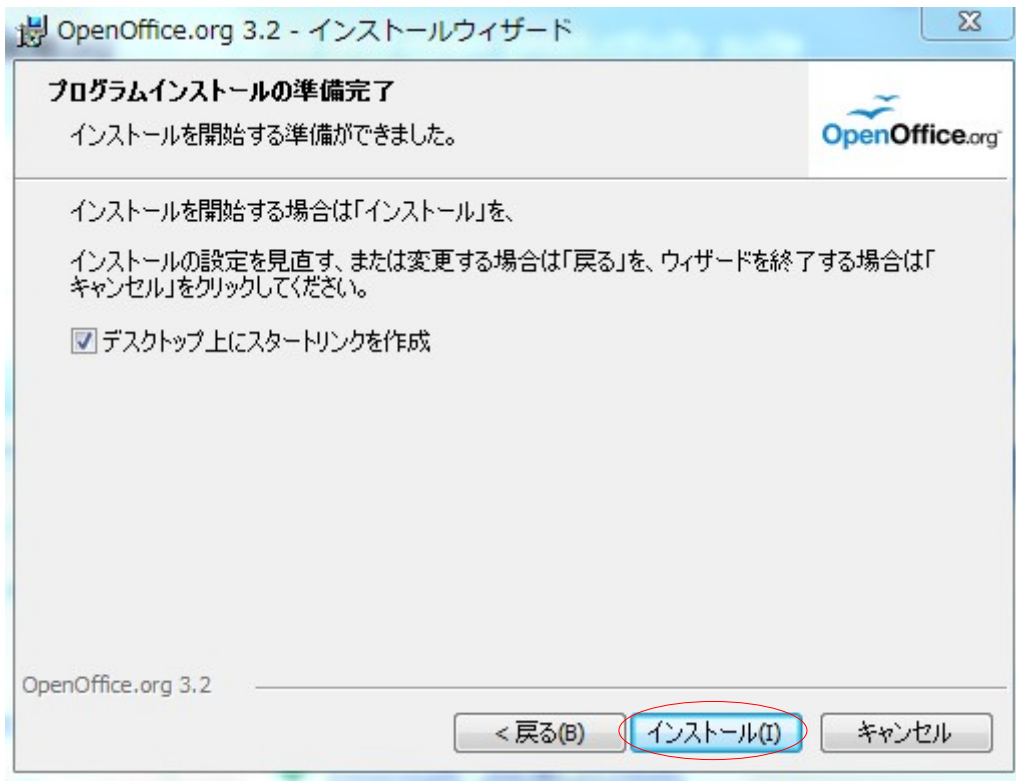 OpenOffice.org 3.2 - インストールウィザード
プログラムインストールの準備完了
インストールを開始する準備ができました。
OpenOffice.org
インストールを開始する場合は「インストール」を、
インストールの設定を見直す、または変更する場合は「戻る」を、ウィザードを終了する場合は「
キャンセル」をクリックしてください。
デスクトップ上にスタートリンクを作成
OpenOffice.org 3.2
< 戻る(B) インストール(I) キャンセル